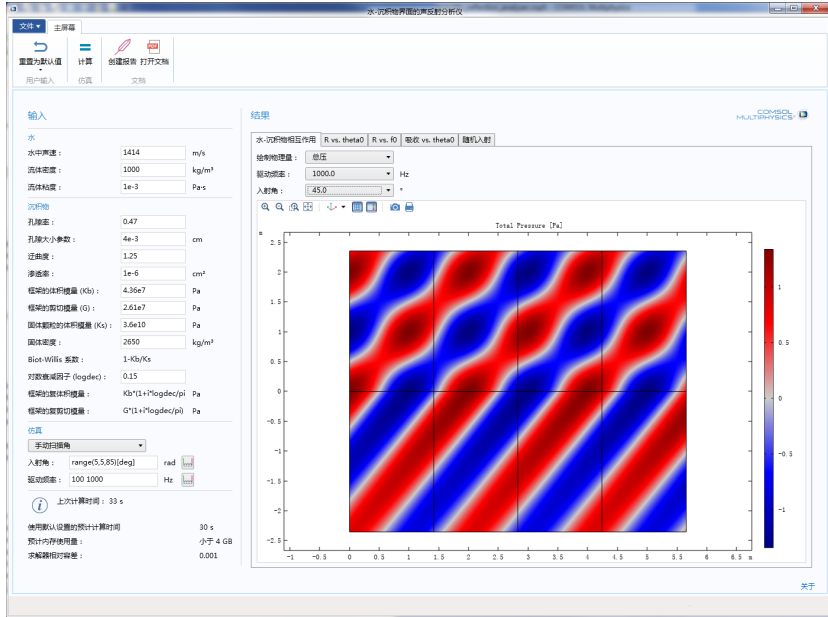 水-沉积物界面的声反射分析仪
文件 主屏幕
重置为默认值 计算 创建报告 打开文档
用户输入 仿真 文档
输入
水
水中声速： 1414 m/s
流体密度： 1000 kg/m³
流体粘度： 1e-3 Pa·s
沉积物
孔隙率： 0.47
孔隙大小参数： 4e-3 cm
迂曲度： 1.25
渗透率： 1e-6 cm²
框架的体积模量 (Kb)： 4.36e7 Pa
框架的剪切模量 (G)： 2.61e7 Pa
固体颗粒的体积模量 (Ks)： 3.6e10 Pa
固体密度： 2650 kg/m³
Biot-Willis 系数： 1-Kb/Ks
对数衰减因子 (logdec)： 0.15
框架的复体积模量： Kb*(1+i*logdec/pi Pa
框架的复剪切模量： G*(1+i*logdec/pi) Pa
仿真
手动扫描角
入射角： range(5,5,85)[deg] rad
驱动频率： 100 1000 Hz
上次计算时间： 33 s
使用默认设置的预计计算时间 30 s
预计内存使用量： 小于 4 GB
求解器相对容差： 0.001
结果
COMSOL
MULTIPHYSICS®
水-沉积物相互作用 R vs. theta0 R vs. f0 吸收 vs. theta0 随机入射
绘制物理量： 总压
驱动频率： 1000.0 Hz
入射角： 45.0 °
Total Pressure [Pa]
m
2.5
2
1.5
1
0.5
0
-0.5
-1
-1.5
-2
-2.5
-1 -0.5 0 0.5 1 1.5 2 2.5 3 3.5 4 4.5 5 5.5 6 6.5 m
1
0.5
0
-0.5
-1
关于